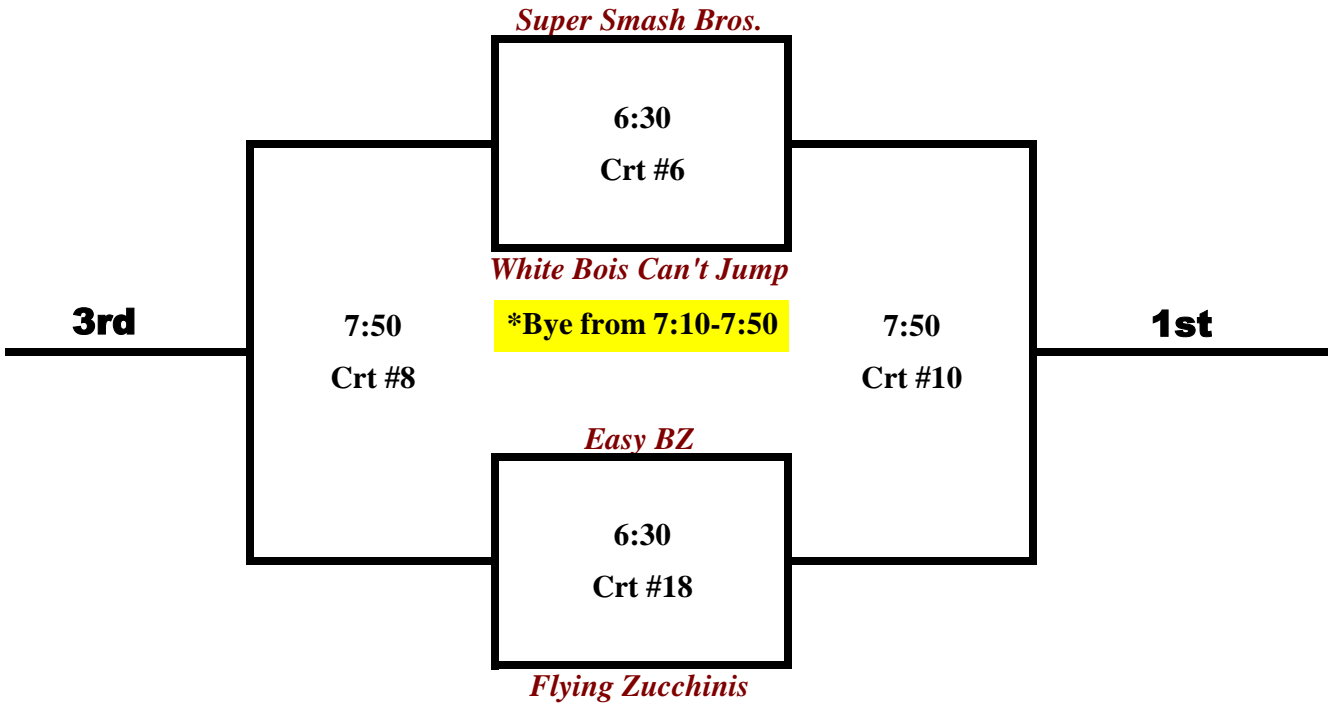 Super Smash Bros.
6:30
Crt #6
White Bois Can't Jump
3rd
7:50
Crt #8
*Bye from 7:10-7:50
7:50
Crt #10
1st
Easy BZ
6:30
Crt #18
Flying Zucchinis